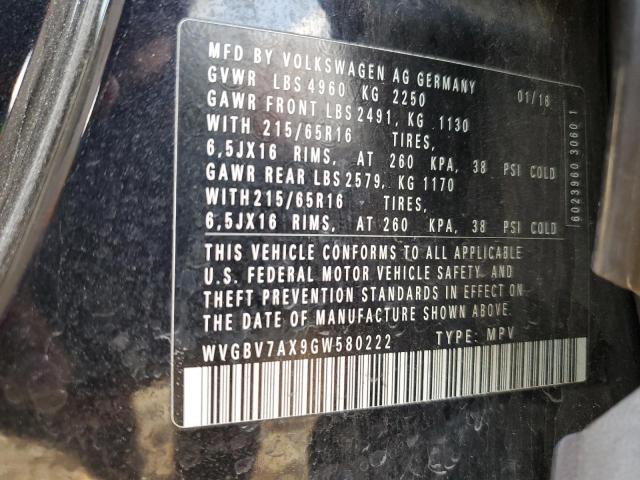 MFD BY VOLKSWAGEN AG GERMANY
GVWR LBS 4960 KG 2250 01/16
GAWR FRONT LBS 2491, KG 1130
WITH 215/65R16 TIRES,
6,5JX16 RIMS, AT 260 KPA, 38 PSI COLD
GAWR REAR LBS 2579, KG 1170
WITH 215/65R16 TIRES,
6,5JX16 RIMS, AT 260 KPA, 38 PSI COLD
6023960 3060 1
THIS VEHICLE CONFORMS TO ALL APPLICABLE
U.S. FEDERAL MOTOR VEHICLE SAFETY AND
THEFT PREVENTION STANDARDS IN EFFECT ON
THE DATE OF MANUFACTURE SHOWN ABOVE.
WVGBV7AX9GW580222 TYPE: MPV